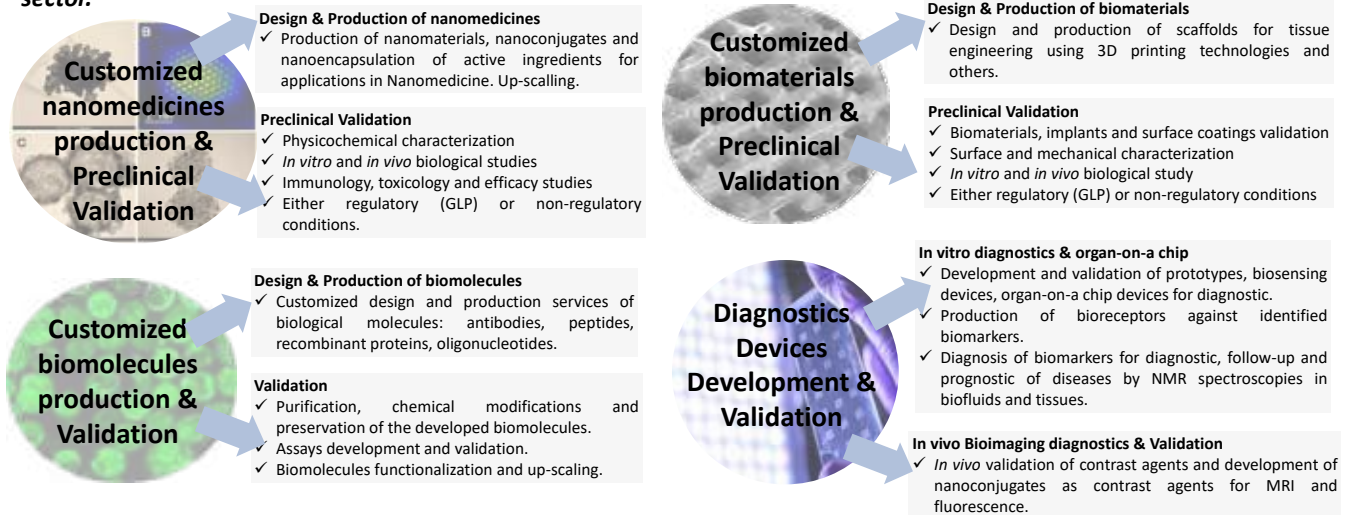 sector.
Customized
nanomedicines
production &
Preclinical
Validation
Design & Production of nanomedicines
✓ Production of nanomaterials, nanoconjugates and
nanoencapsulation of active ingredients for
applications in Nanomedicine. Up-scalling.
Preclinical Validation
✓ Physicochemical characterization
✓ In vitro and in vivo biological studies
✓ Immunology, toxicology and efficacy studies
✓ Either regulatory (GLP) or non-regulatory
conditions.
B
C
Customized
biomaterials
production &
Preclinical
Validation
Design & Production of biomaterials
✓ Design and production of scaffolds for tissue
engineering using 3D printing technologies and
others.
Preclinical Validation
✓ Biomaterials, implants and surface coatings validation
✓ Surface and mechanical characterization
✓ In vitro and in vivo biological study
✓ Either regulatory (GLP) or non-regulatory conditions
Customized
biomolecules
production &
Validation
Design & Production of biomolecules
✓ Customized design and production services of
biological molecules: antibodies, peptides,
recombinant proteins, oligonucleotides.
Validation
✓ Purification, chemical modifications and
preservation of the developed biomolecules.
✓ Assays development and validation.
✓ Biomolecules functionalization and up-scaling.
Diagnostics
Devices
Development &
Validation
In vitro diagnostics & organ-on-a chip
✓ Development and validation of prototypes, biosensing
devices, organ-on-a chip devices for diagnostic.
✓ Production of bioreceptors against identified
biomarkers.
✓ Diagnosis of biomarkers for diagnostic, follow-up and
prognostic of diseases by NMR spectroscopies in
biofluids and tissues.
In vivo Bioimaging diagnostics & Validation
✓ In vivo validation of contrast agents and development of
nanoconjugates as contrast agents for MRI and
fluorescence.